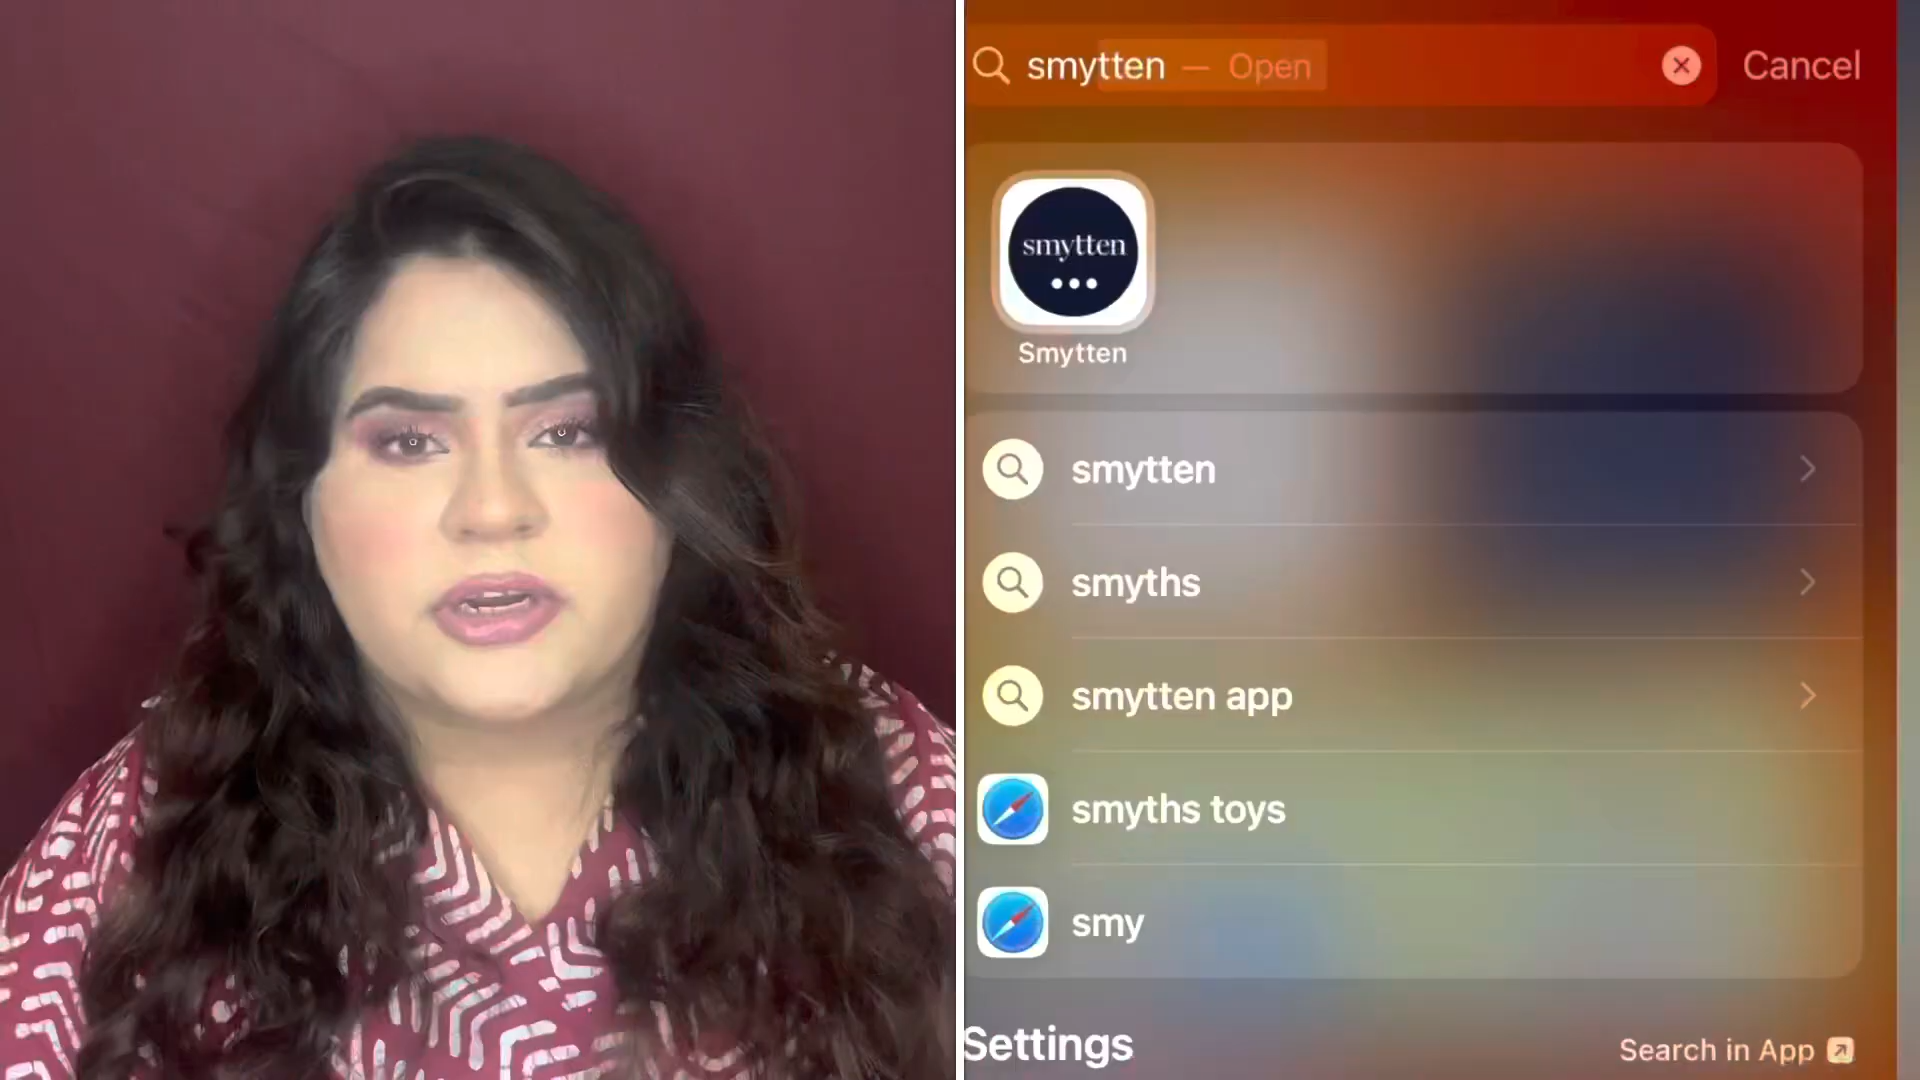 smytten — Open
Cancel
smytten
Smytten
smytten
smyths
smytten app
smyths toys
smy
Settings
Search in App